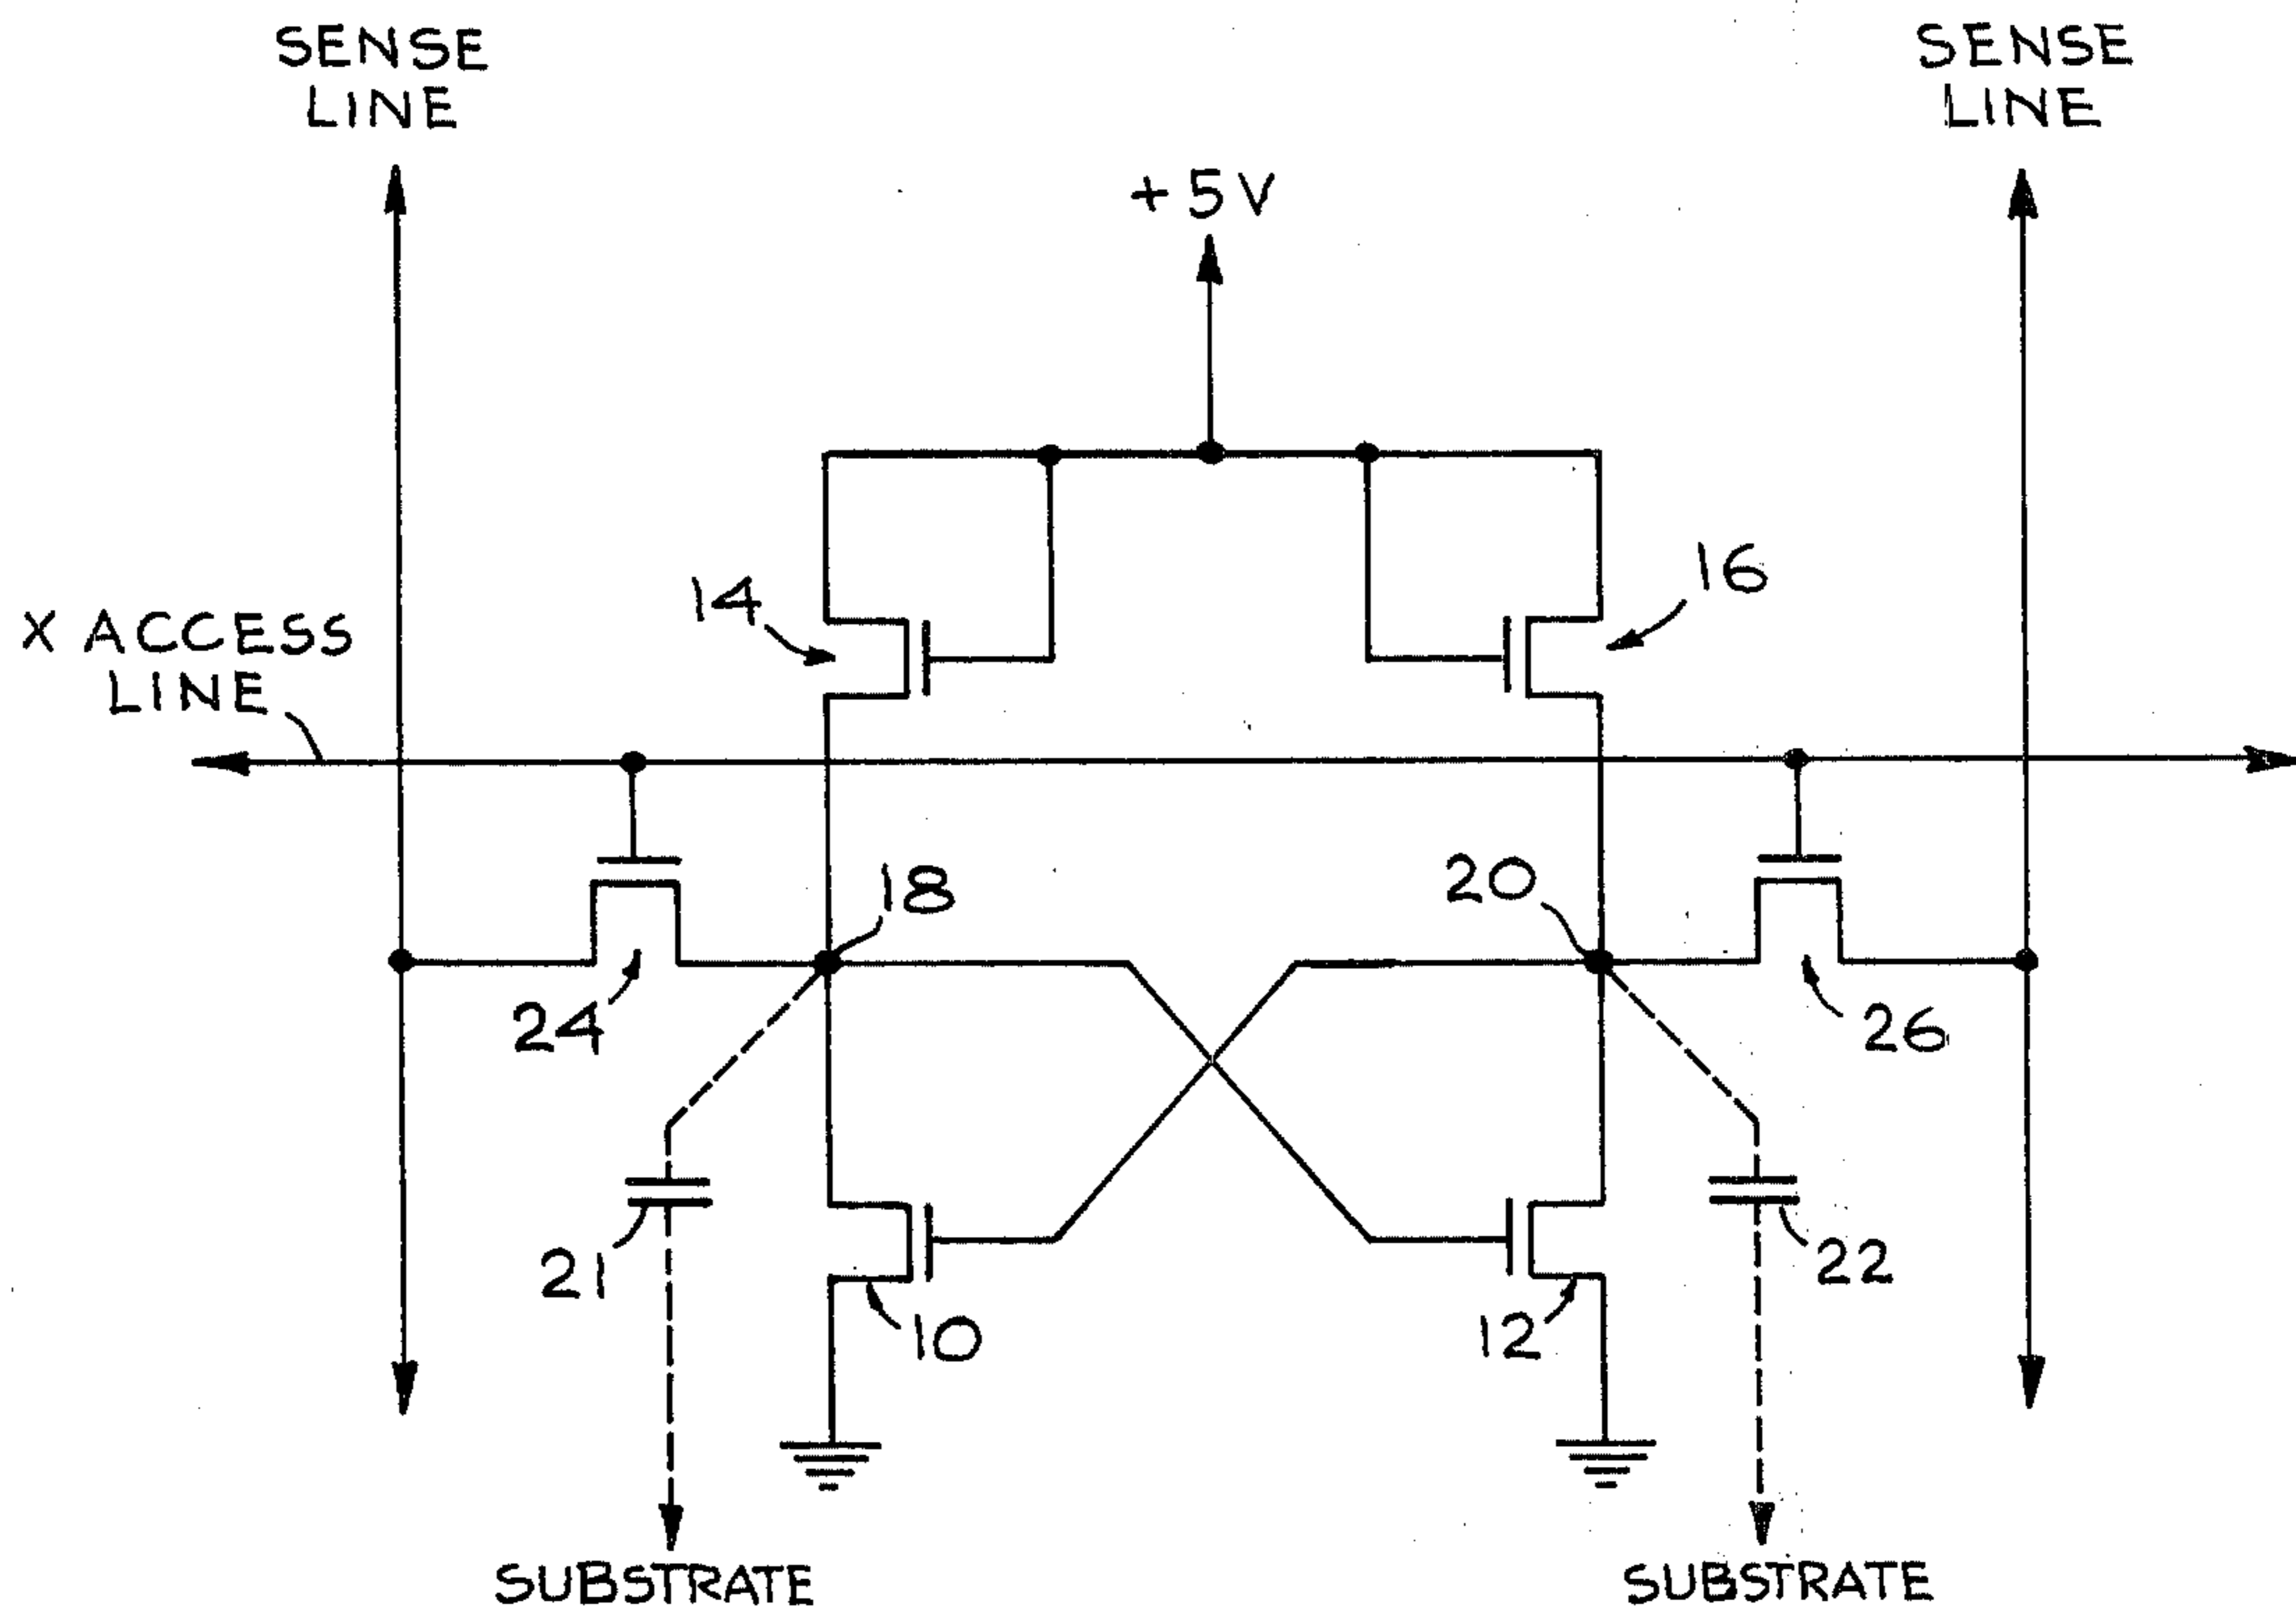 SENSE
LINE
SENSE
LINE
+5V
14
16
X ACCESS
LINE
18
20
24
26
21
22
10
12
SUBSTRATE
SUBSTRATE